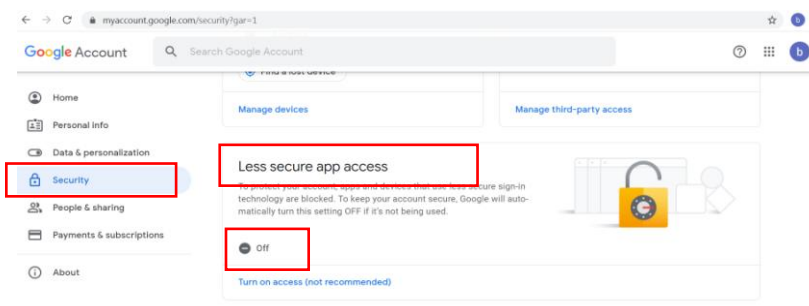 myaccount.google.com/security?gar=1
b
Google Account
Search Google Account
b
Find a lost device
Manage devices
Manage third-party access
Home
Personal info
Data & personalization
Security
People & sharing
Payments & subscriptions
About
Less secure app access
To protect your account, apps and devices that use less secure sign-in
technology are blocked. To keep your account secure, Google will auto-
matically turn this setting OFF if it's not being used.
Off
Turn on access (not recommended)